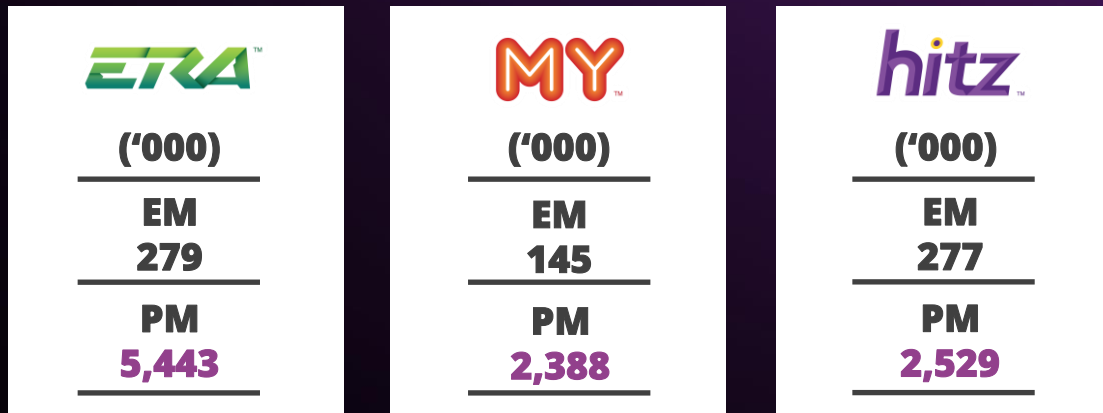 ERA™
(‘000)
EM
279
PM
5,443
MY™
(‘000)
EM
145
PM
2,388
hitz™
(‘000)
EM
277
PM
2,529